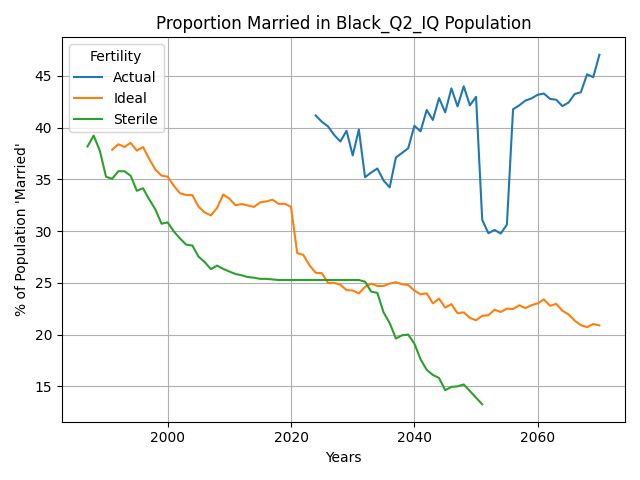 Proportion Married in Black_Q2_IQ Population
Fertility
Actual
Ideal
Sterile
% of Population 'Married'
45
40
35
30
25
20
15
2000
2020
2040
2060
Years